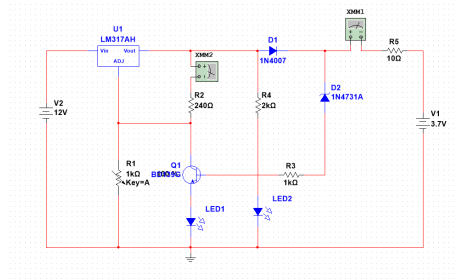 XMM1
U1
LM317AH
Vin
Vout
ADJ
XMM2
D1
1N4007
R5
10Ω
D2
1N4731A
V2
12V
R2
240Ω
R4
2kΩ
V1
3.7V
R1
1kΩ
Key=A
Q1
R3
1kΩ
LED1
LED2